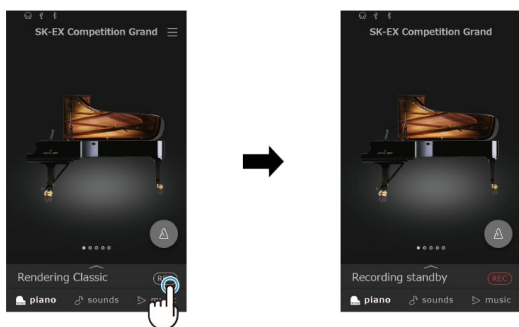 SK-EX Competition Grand
Rendering Classic
piano
sounds
SK-EX Competition Grand
Recording standby
REC
piano
sounds
music